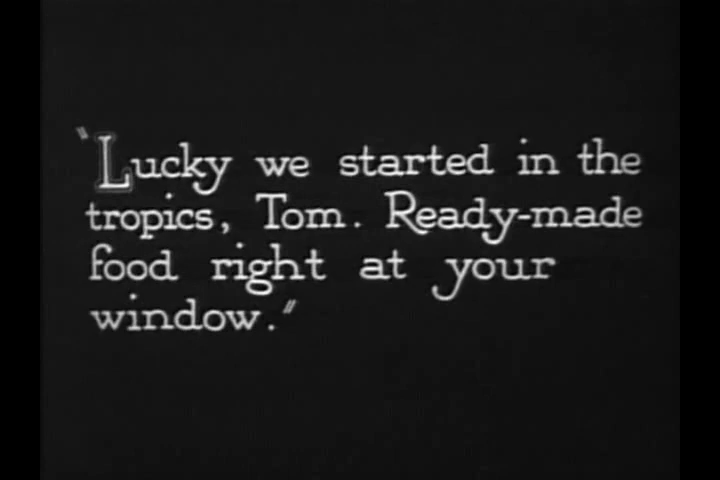 "Lucky we started in the
tropics, Tom. Ready-made
food right at your
window."